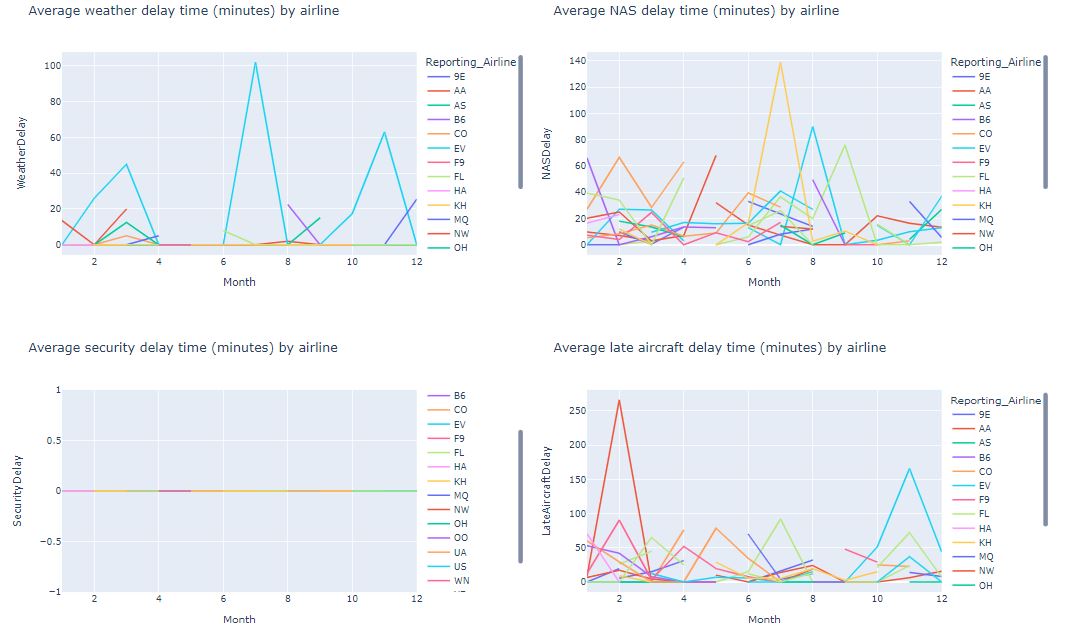 Average weather delay time (minutes) by airline
WeatherDelay
100
80
60
40
20
0
2
4
6
8
10
12
Month
Reporting_Airline
9E
AA
AS
B6
CO
EV
F9
FL
HA
KH
MQ
NW
OH
Average NAS delay time (minutes) by airline
NASDelay
140
120
100
80
60
40
20
0
2
4
6
8
10
12
Month
Reporting_Airline
9E
AA
AS
B6
CO
EV
F9
FL
HA
KH
MQ
NW
OH
Average security delay time (minutes) by airline
SecurityDelay
1
0.5
0
−0.5
−1
2
4
6
8
10
12
Month
B6
CO
EV
F9
FL
HA
KH
MQ
NW
OH
OO
UA
US
WN
Average late aircraft delay time (minutes) by airline
LateAircraftDelay
250
200
150
100
50
0
2
4
6
8
10
12
Month
Reporting_Airline
9E
AA
AS
B6
CO
EV
F9
FL
HA
KH
MQ
NW
OH